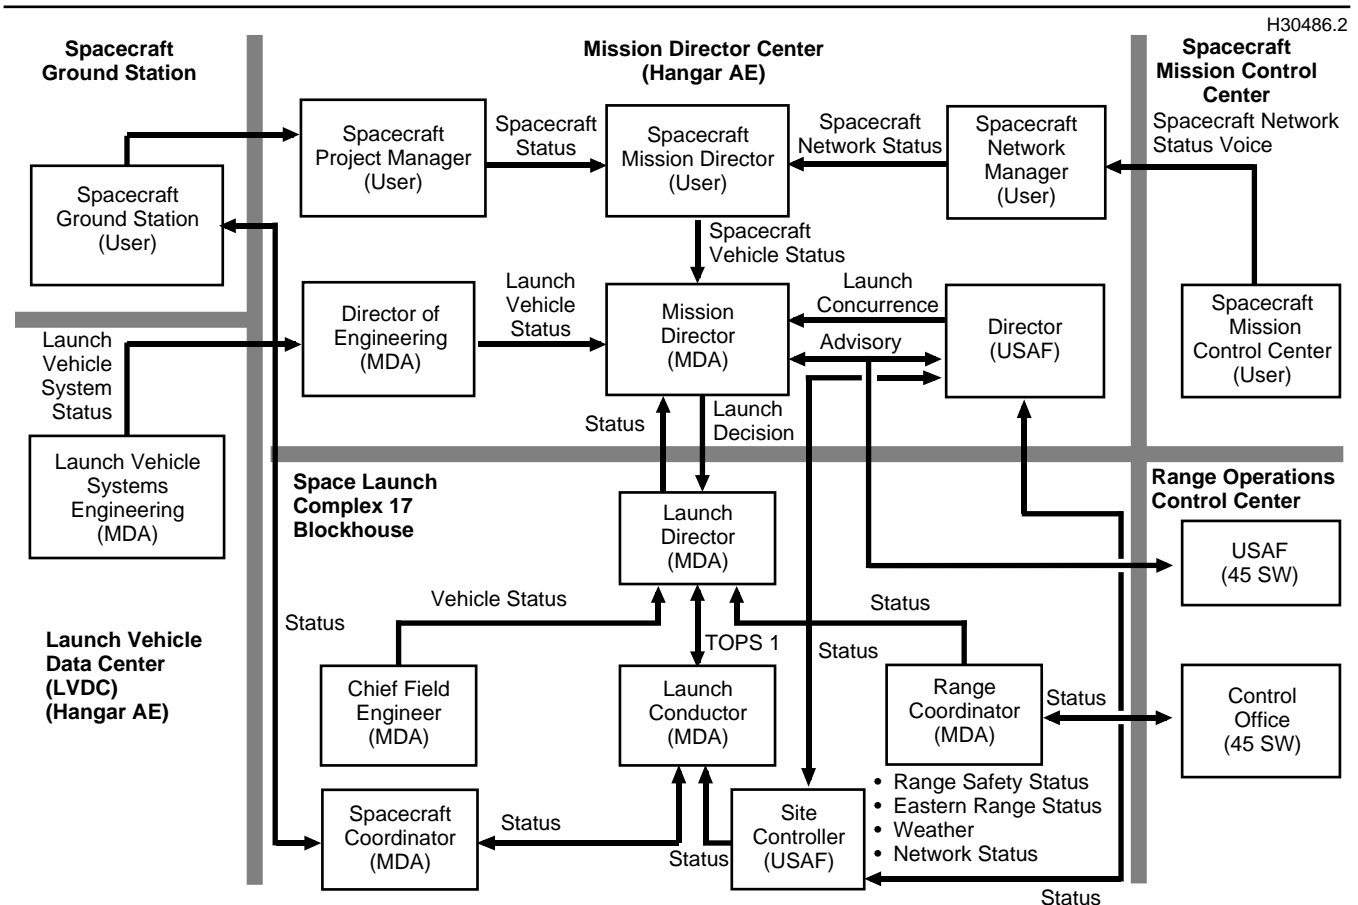 H30486.2
Spacecraft
Ground Station
Mission Director Center
(Hangar AE)
Spacecraft
Mission Control
Center
Spacecraft Network
Status Voice
Spacecraft
Project Manager
(User)
Spacecraft
Status
Spacecraft
Mission Director
(User)
Spacecraft
Network Status
Spacecraft
Network
Manager
(User)
Spacecraft
Ground Station
(User)
Spacecraft
Vehicle Status
Launch
Vehicle
System
Status
Director of
Engineering
(MDA)
Launch
Vehicle
Status
Mission
Director
(MDA)
Launch
Concurrence
Advisory
Director
(USAF)
Spacecraft
Mission
Control Center
(User)
Status
Launch
Decision
Launch Vehicle
Systems
Engineering
(MDA)
Space Launch
Complex 17
Blockhouse
Launch
Director
(MDA)
Range Operations
Control Center
USAF
(45 SW)
Vehicle Status
Status
Status
TOPS 1
Status
Launch Vehicle
Data Center
(LVDC)
(Hangar AE)
Chief Field
Engineer
(MDA)
Launch
Conductor
(MDA)
Range
Coordinator
(MDA)
Status
Control
Office
(45 SW)
• Range Safety Status
• Eastern Range Status
• Weather
• Network Status
Spacecraft
Coordinator
(MDA)
Status
Status
Site
Controller
(USAF)
Status